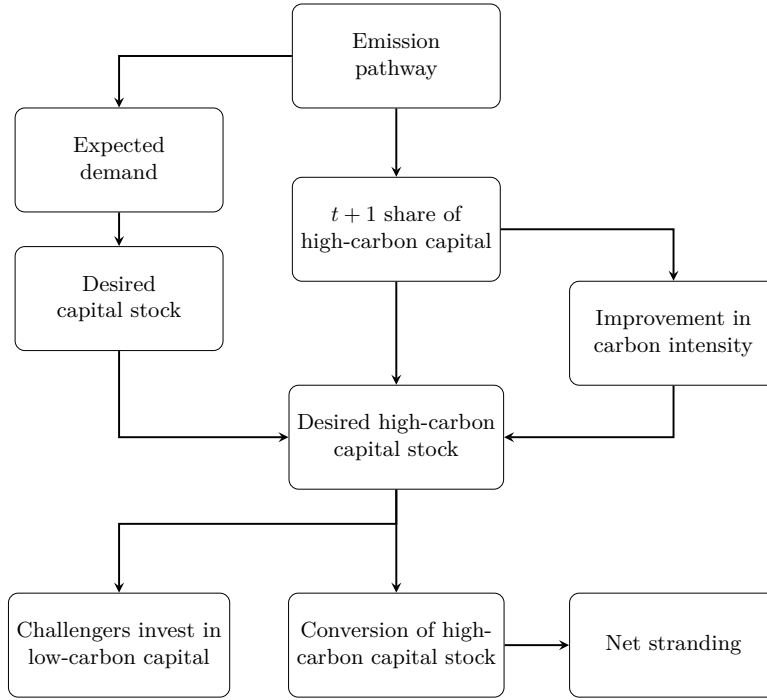 Emission
pathway
Expected
demand
t + 1 share of
high-carbon capital
Desired
capital stock
Improvement in
carbon intensity
Desired high-carbon
capital stock
Challengers invest in
low-carbon capital
Conversion of high-
carbon capital stock
Net stranding